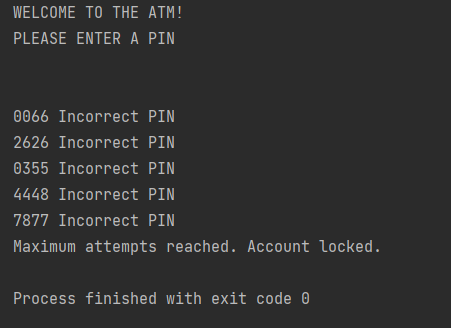 WELCOME TO THE ATM!
PLEASE ENTER A PIN
0066 Incorrect PIN
2626 Incorrect PIN
0355 Incorrect PIN
4448 Incorrect PIN
7877 Incorrect PIN
Maximum attempts reached. Account locked.
Process finished with exit code 0